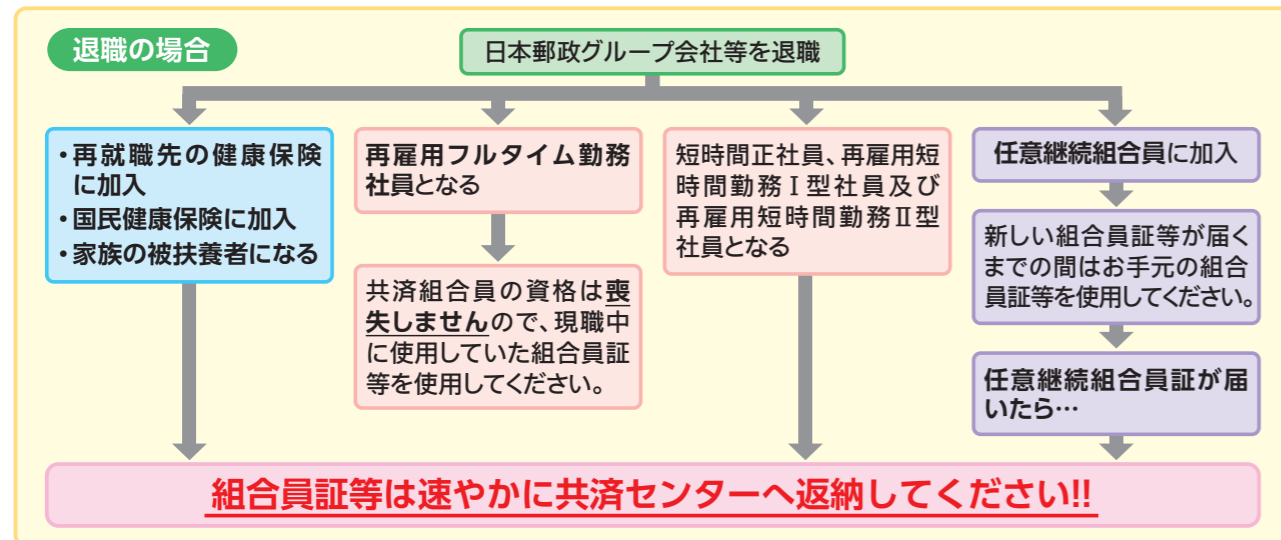 退職の場合
日本郵政グループ会社等を退職
・再就職先の健康保険
に加入
・国民健康保険に加入
・家族の被扶養者になる
再雇用フルタイム勤務
社員となる
共済組合員の資格は喪
失しませんので、現職中
に使用していた組合員証
等を使用してください。
短時間正社員、再雇用短
時間勤務Ⅰ型社員及び
再雇用短時間勤務Ⅱ型
社員となる
任意継続組合員に加入
新しい組合員証等が届く
までの間はお手元の組合
員証等を使用してください。
任意継続組合員証が届
いたら…
組合員証等は速やかに共済センターへ返納してください!!